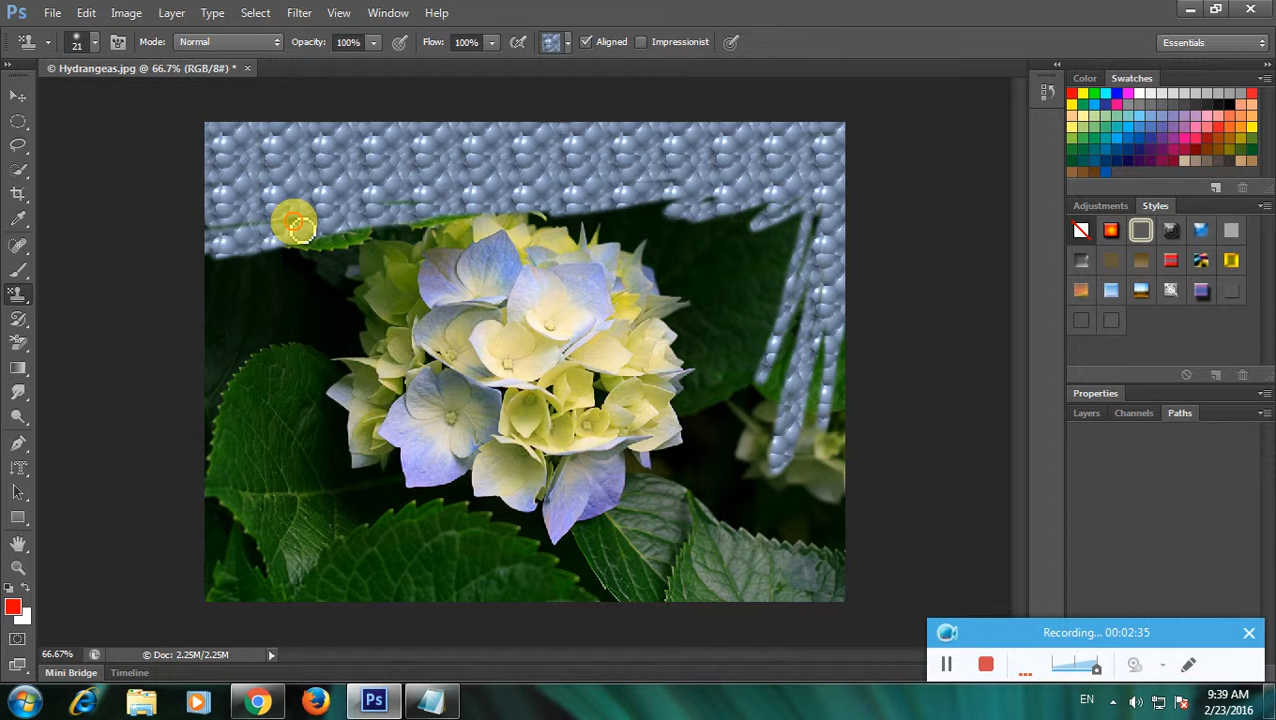 Ps File Edit Image Layer Type Select Filter 3D View Window Help
21 Mode: Normal Opacity: 100% Flow: 100% Aligned Impressionist Essentials
© Hydrangeas.jpg @ 66.7% (RGB/8#) * ×
Color Swatches
Adjustments Styles
Properties
Layers Channels Paths
Recording... 00:02:35
66.67% Doc: 2.25M/2.25M
Mini Bridge Timeline
Ps EN 9:39 AM
2/23/2016